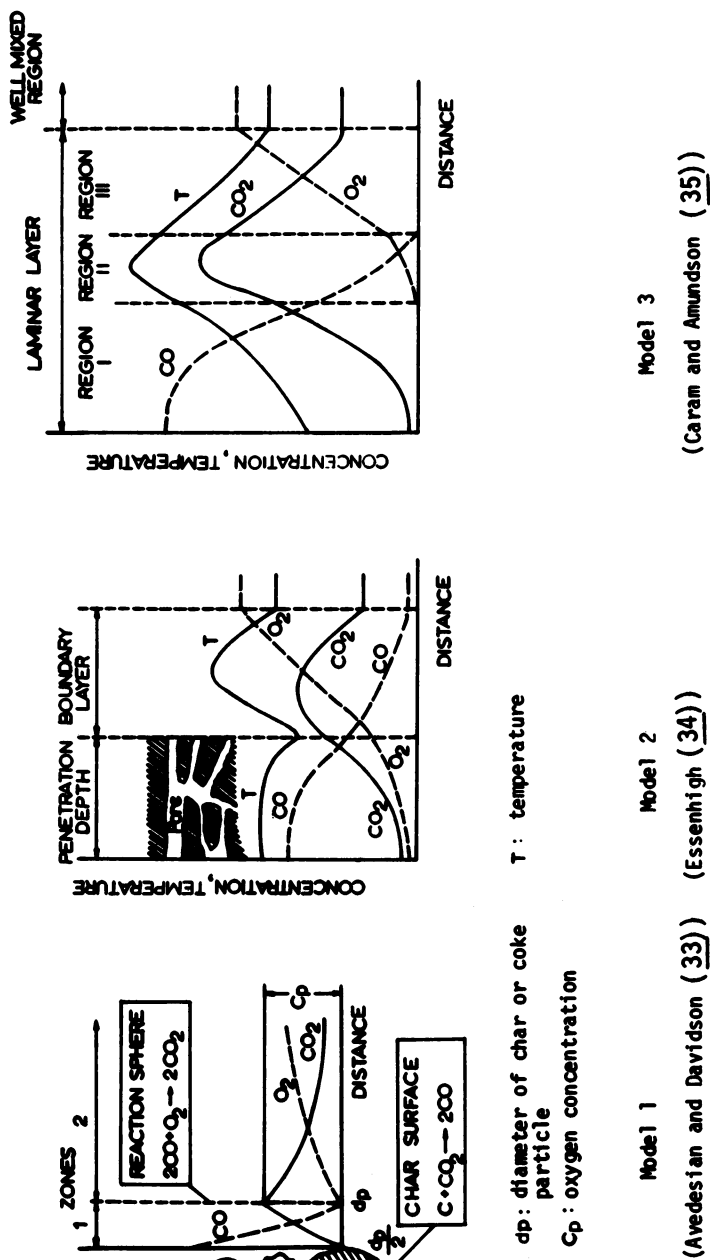 1 ZONES 2
REACTION SPHERE
2CO+O₂→2CO₂
CO
O₂
CO₂
Cp
dp
DISTANCE
dp/2
CHAR SURFACE
C+CO₂→2CO
dp: diameter of char or coke
particle
Cp: oxygen concentration
T: temperature
Model 1
(Avedesian and Davidson (33))
PENETRATION DEPTH
BOUNDARY LAYER
CONCENTRATION, TEMPERATURE
Pore
T
CO
CO₂
O₂
T
O₂
CO₂
CO
DISTANCE
Model 2
(Essenhigh (34))
LAMINAR LAYER
WELL MIXED
REGION
REGION I
REGION II
REGION III
CONCENTRATION, TEMPERATURE
CO
T
CO₂
O₂
DISTANCE
Model 3
(Caram and Amundson (35))